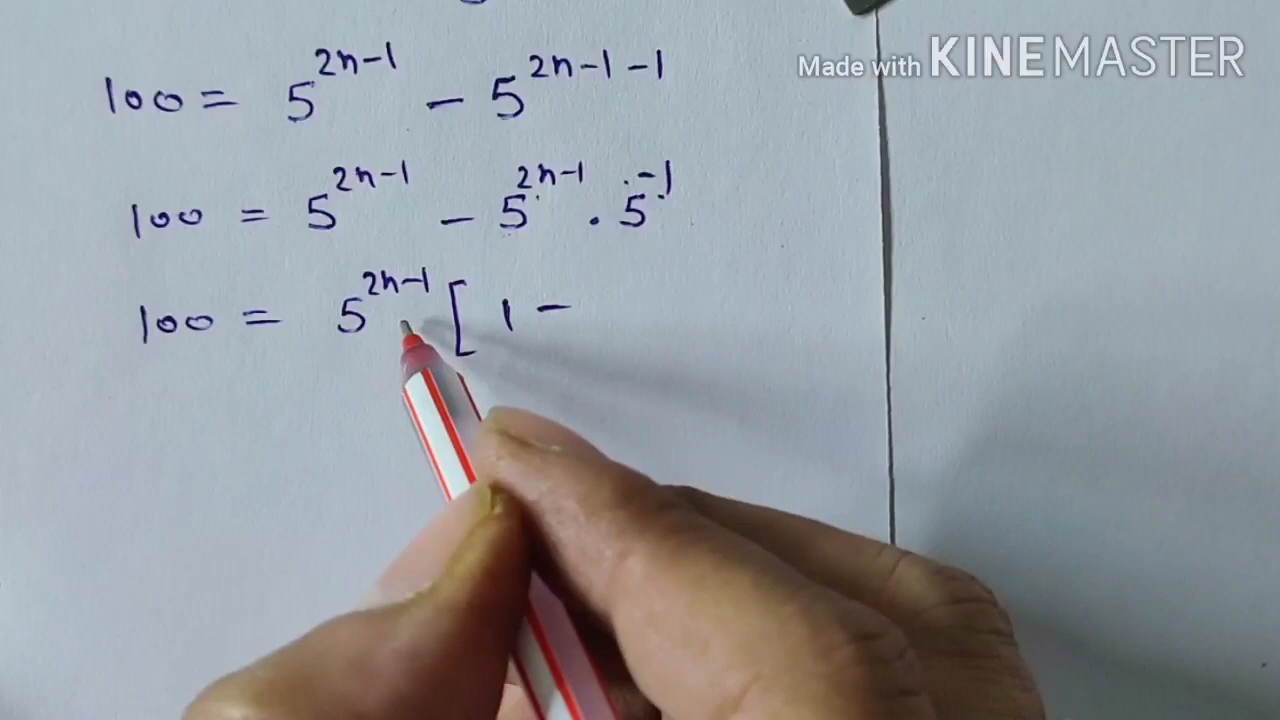 Made with KINEMASTER
100 = 5^{2n-1} - 5^{2n-1-1}
100 = 5^{2n-1} - 5^{2n-1} . 5^{-1}
100 = 5^{2n-1} [ 1 -